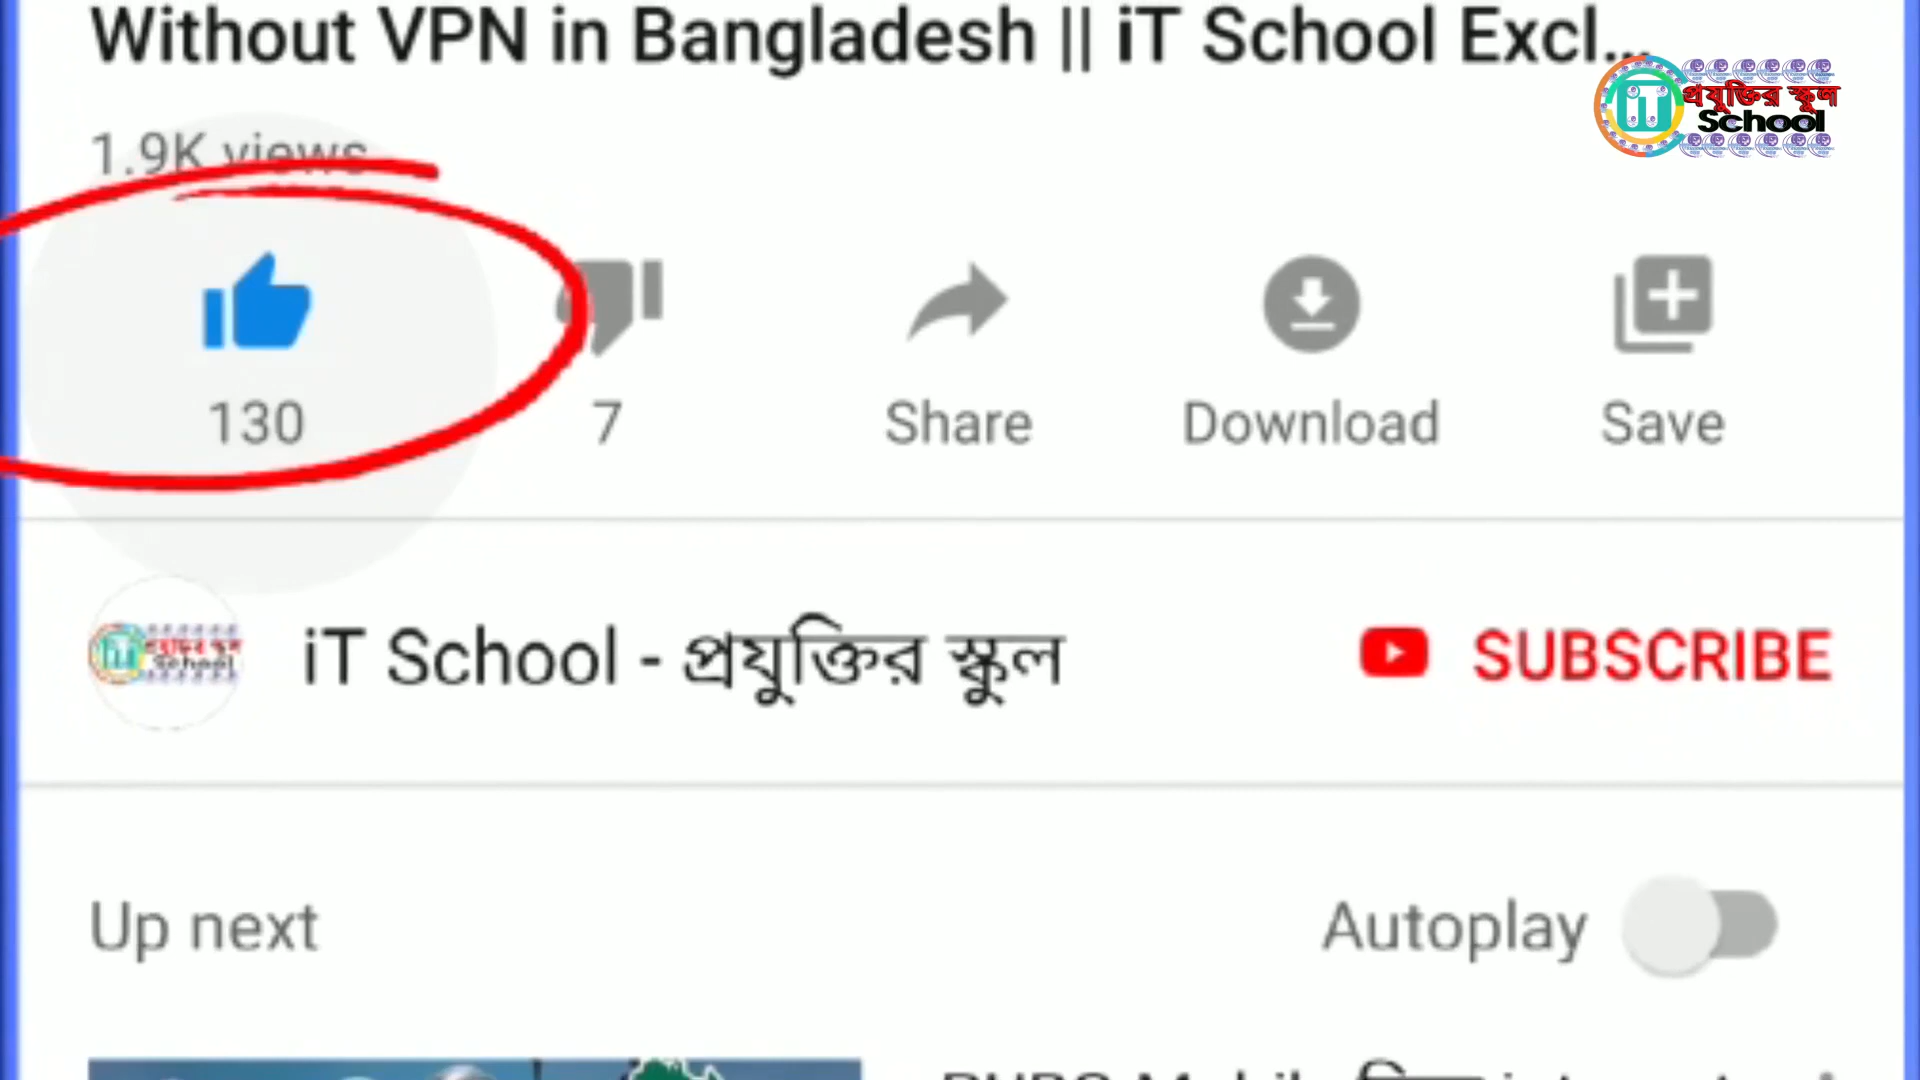 Without VPN in Bangladesh || iT School Excl...
iT প্রযুক্তির স্কুল
School
1.9K views
130
7
Share
Download
Save
iT School - প্রযুক্তির স্কুল
SUBSCRIBE
Up next
Autoplay